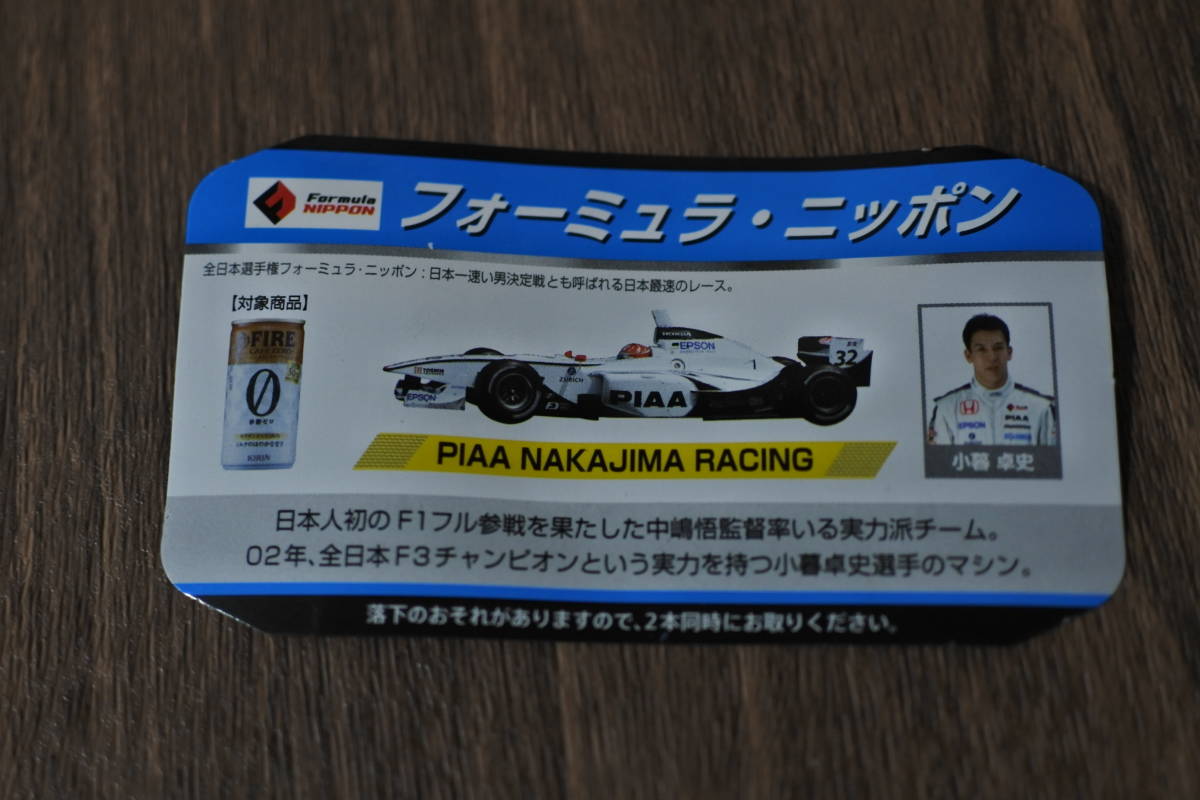 Formula
NIPPON
フォーミュラ・ニッポン
全日本選手権フォーミュラ・ニッポン：日本一速い男決定戦とも呼ばれる日本最速のレース。
【対象商品】
FIRE
CAFE ZERO
0
KIRIN
HONDA
EPSON
32
ZURICH
EPSON
PIAA
PIAA NAKAJIMA RACING
PIAA
EPSON
小暮 卓史
日本人初のF1フル参戦を果たした中嶋悟監督率いる実力派チーム。
02年、全日本F3チャンピオンという実力を持つ小暮卓史選手のマシン。
落下のおそれがありますので、2本同時にお取りください。